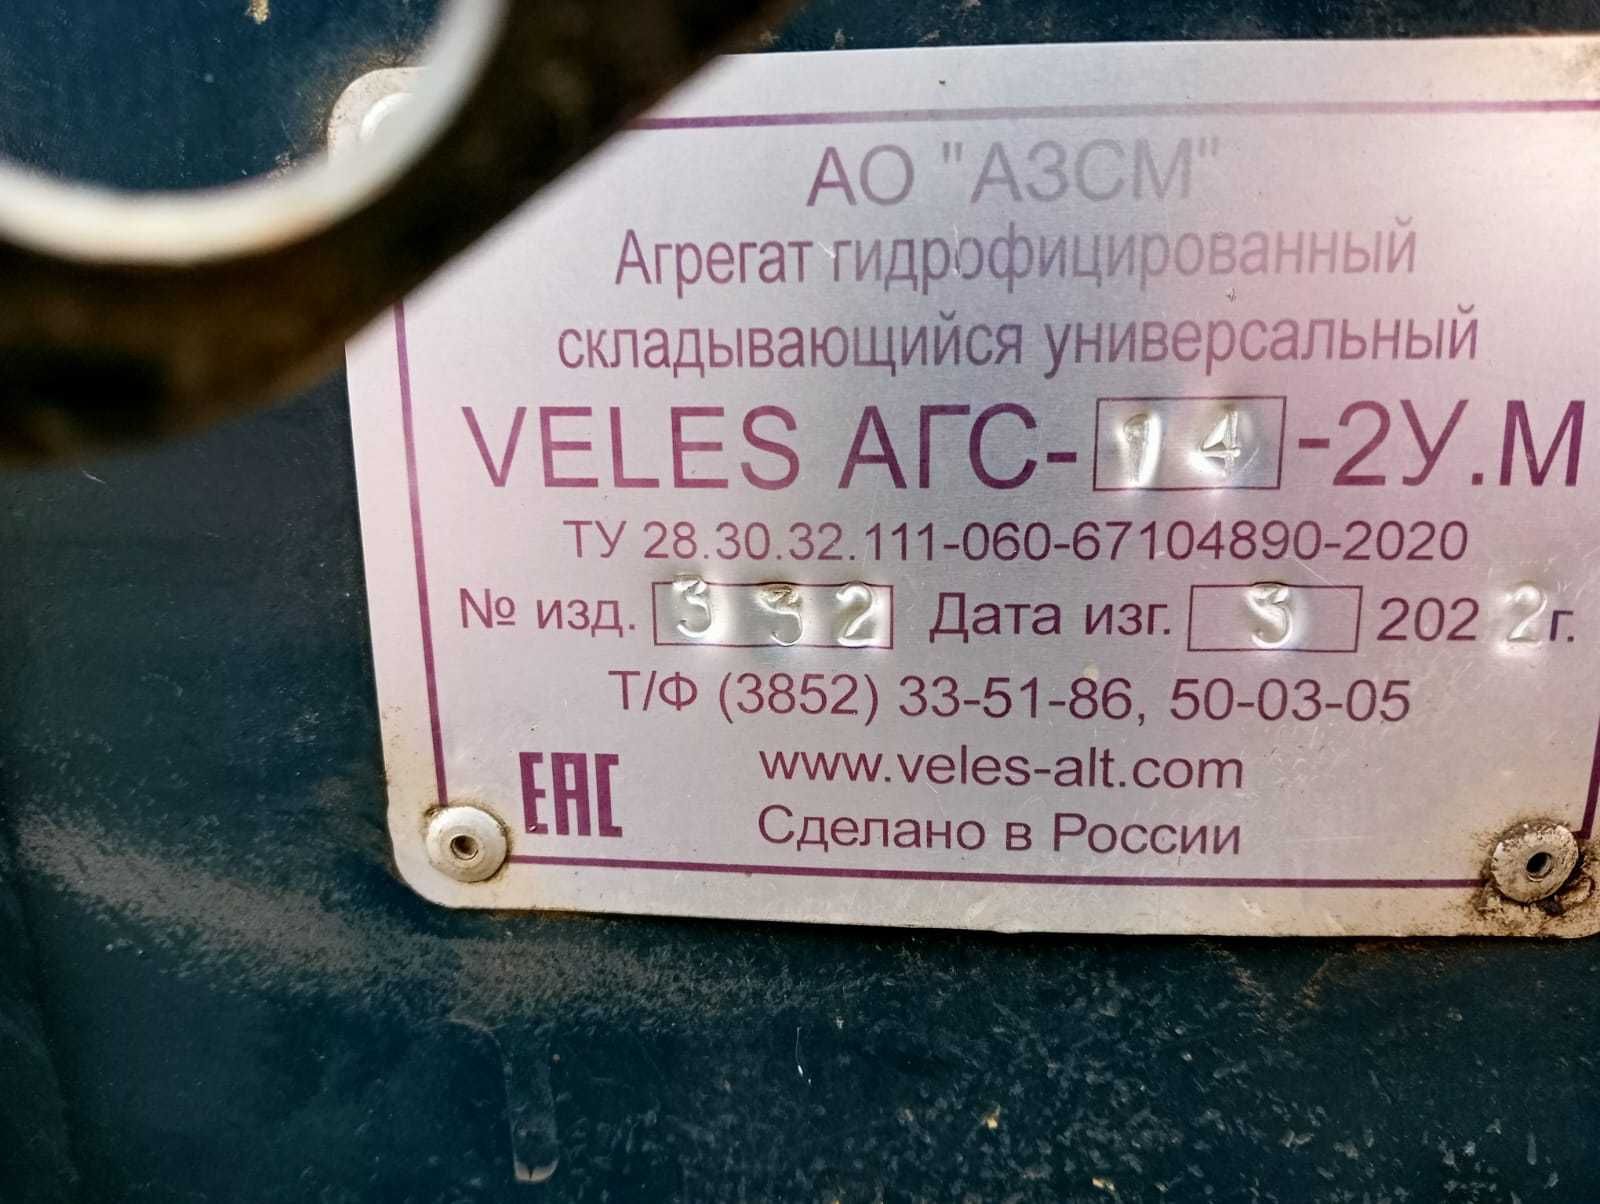 АО "АЗСМ"
Агрегат гидрофицированный
складывающийся универсальный
VELES АГС-14-2У.М
ТУ 28.30.32.111-060-67104890-2020
№ изд. 332 Дата изг. 3 2022г.
Т/Ф (3852) 33-51-86, 50-03-05
www.veles-alt.com
EAC Сделано в России